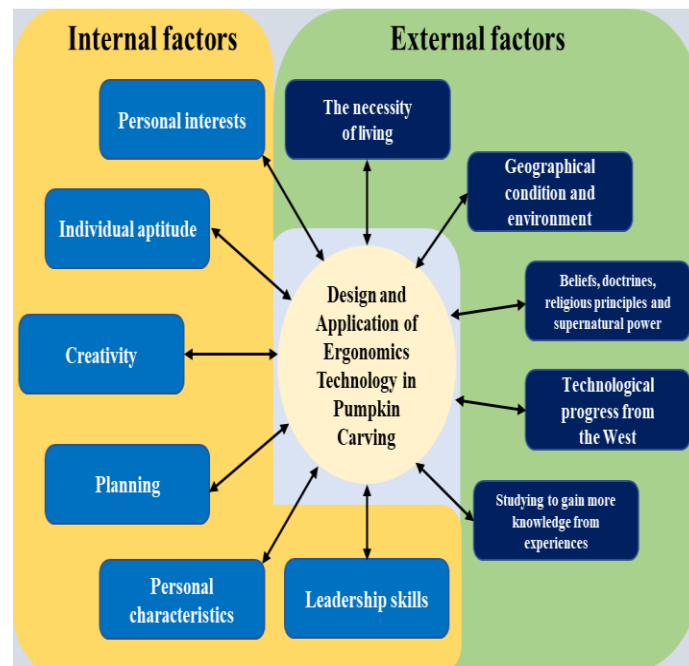 Internal factors
External factors
Personal interests
Individual aptitude
Creativity
Planning
Personal
characteristics
Leadership skills
The necessity
of living
Geographical
condition and
environment
Beliefs, doctrines,
religious principles and
supernatural power
Technological
progress from
the West
Studying to gain more
knowledge from
experiences
Design and
Application of
Ergonomics
Technology in
Pumpkin
Carving